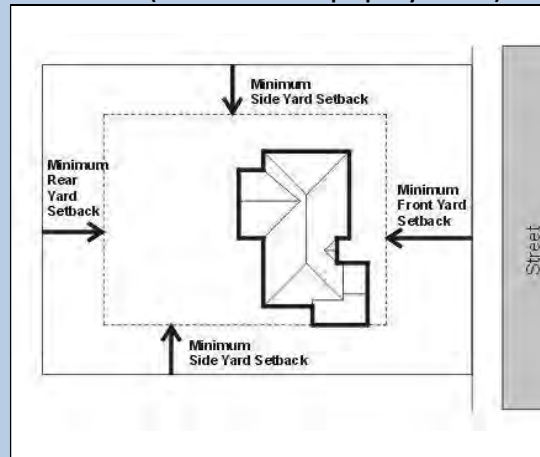 Minimum
Side Yard Setback
Minimum
Rear
Yard
Setback
Minimum
Front Yard
Setback
Street
Minimum
Side Yard Setback